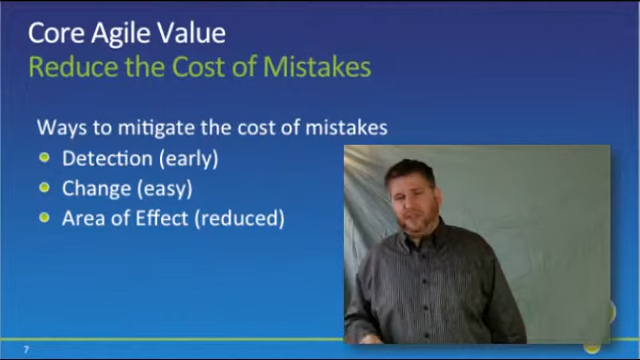 Core Agile Value
Reduce the Cost of Mistakes
Ways to mitigate the cost of mistakes
Detection (early)
Change (easy)
Area of Effect (reduced)
7